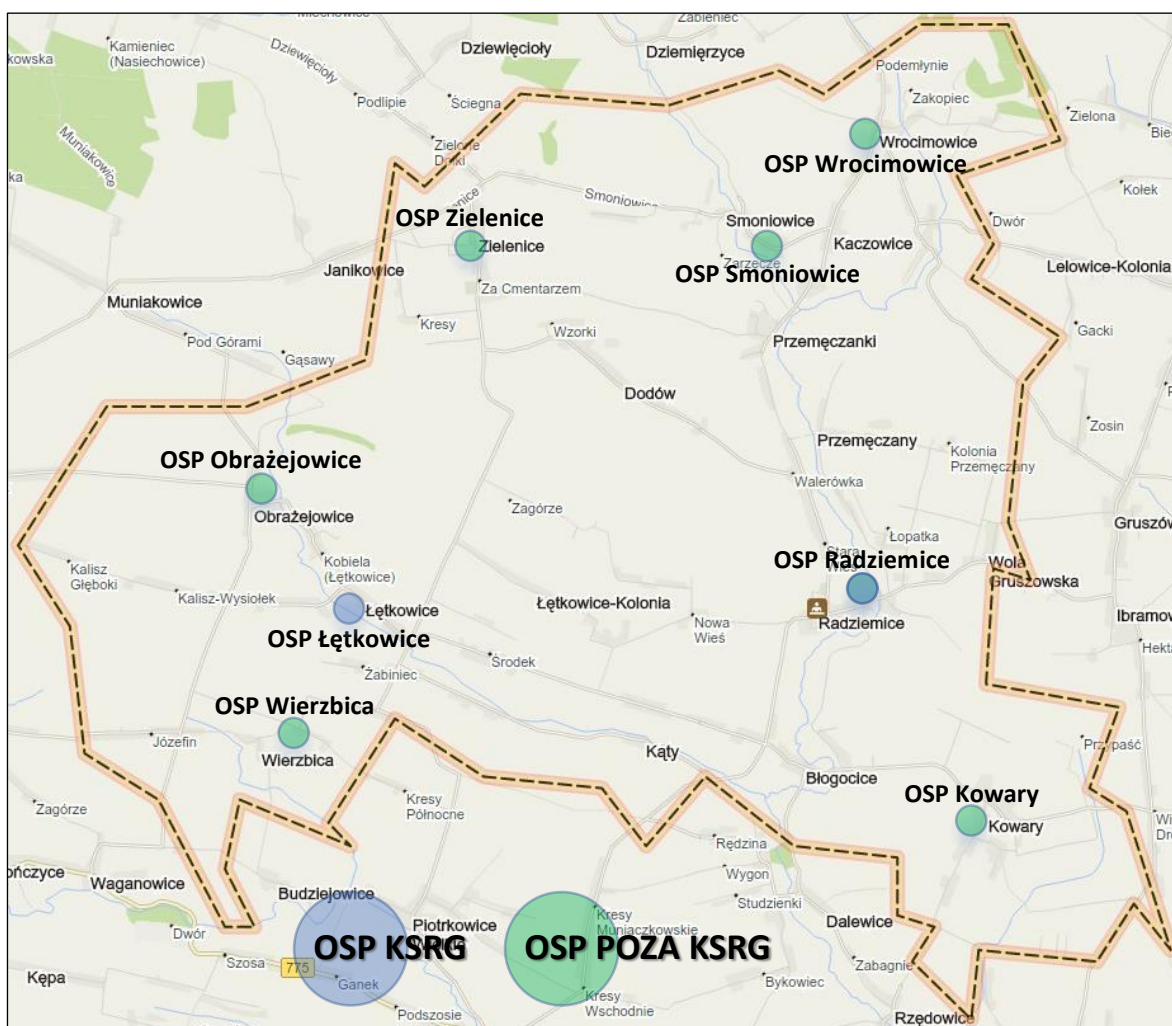 Kamieniec
(Nasiechowice)
Dziewięcioły
Dziewięcioły
Dziemierzyce
Podemłynie
Muniakowice
Podlipie
Ściegna
Zakopiec
Zielona
Zielone
Wrocimowice
OSP Wrocimowice
Kołek
Smoniowice
OSP Zielenice
Zielenice
Smoniowice
Dwór
Kaczowice
Zarzecze
OSP Smoniowice
Janikowice
Lelowice-Kolonia
Za Cmentarzem
Muniakowice
Kresy
Wzorki
Gacki
Pod Górami
Przemęczanki
Gąsawy
Dodów
Zosin
Przemęczany
Kolonia
Przemęczany
OSP Obrażejowice
Walerówka
Zagórze
Obrażejowice
Łopatka
Kobiela
(Łętkowice)
Stara
Wieś
OSP Radziemice
Wola
Gruszowska
Kalisz
Głęboki
Kalisz-Wysiołek
Łętkowice
Łętkowice-Kolonia
Nowa
Wieś
Radziemice
OSP Łętkowice
Środek
Żabiniec
OSP Wierzbica
Józefin
Wierzbica
Kąty
Przypaść
Błogocice
OSP Kowary
Kowary
Zagórze
Kresy
Północne
Rędzina
Wygon
Waganowice
Budziejowice
Studzienki
Piotrkowice
Kresy
Muniaczkowskie
Dalewice
OSP KSRG
OSP POZA KSRG
Dwór
Szosa
775
Ganek
Kępa
Zabagnie
Bykowiec
Kresy
Wschodnie
Podszosie
Rzędowice